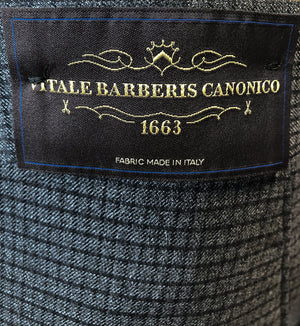 VITALE BARBERIS CANONICO
1663
FABRIC MADE IN ITALY